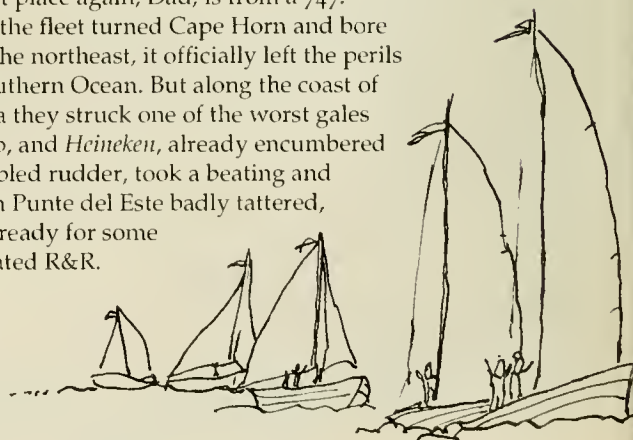 t place again, Dad, is from a 747.
the fleet turned Cape Horn and bore
he northeast, it officially left the perils
uthern Ocean. But along the coast of
a they struck one of the worst gales
o, and Heineken, already encumbered
bled rudder, took a beating and
n Punte del Este badly tattered,
ready for some
ated R&R.